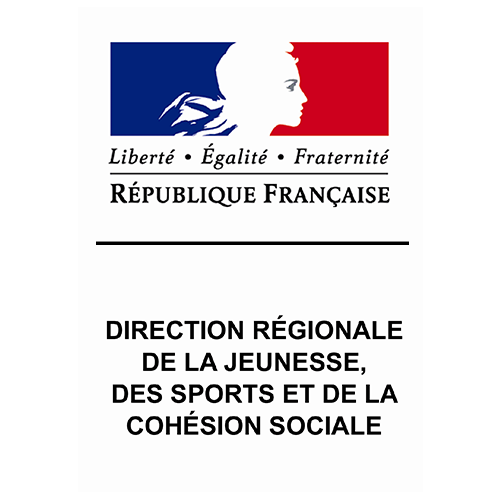 Liberté • Égalité • Fraternité
RÉPUBLIQUE FRANÇAISE
DIRECTION RÉGIONALE
DE LA JEUNESSE,
DES SPORTS ET DE LA
COHÉSION SOCIALE